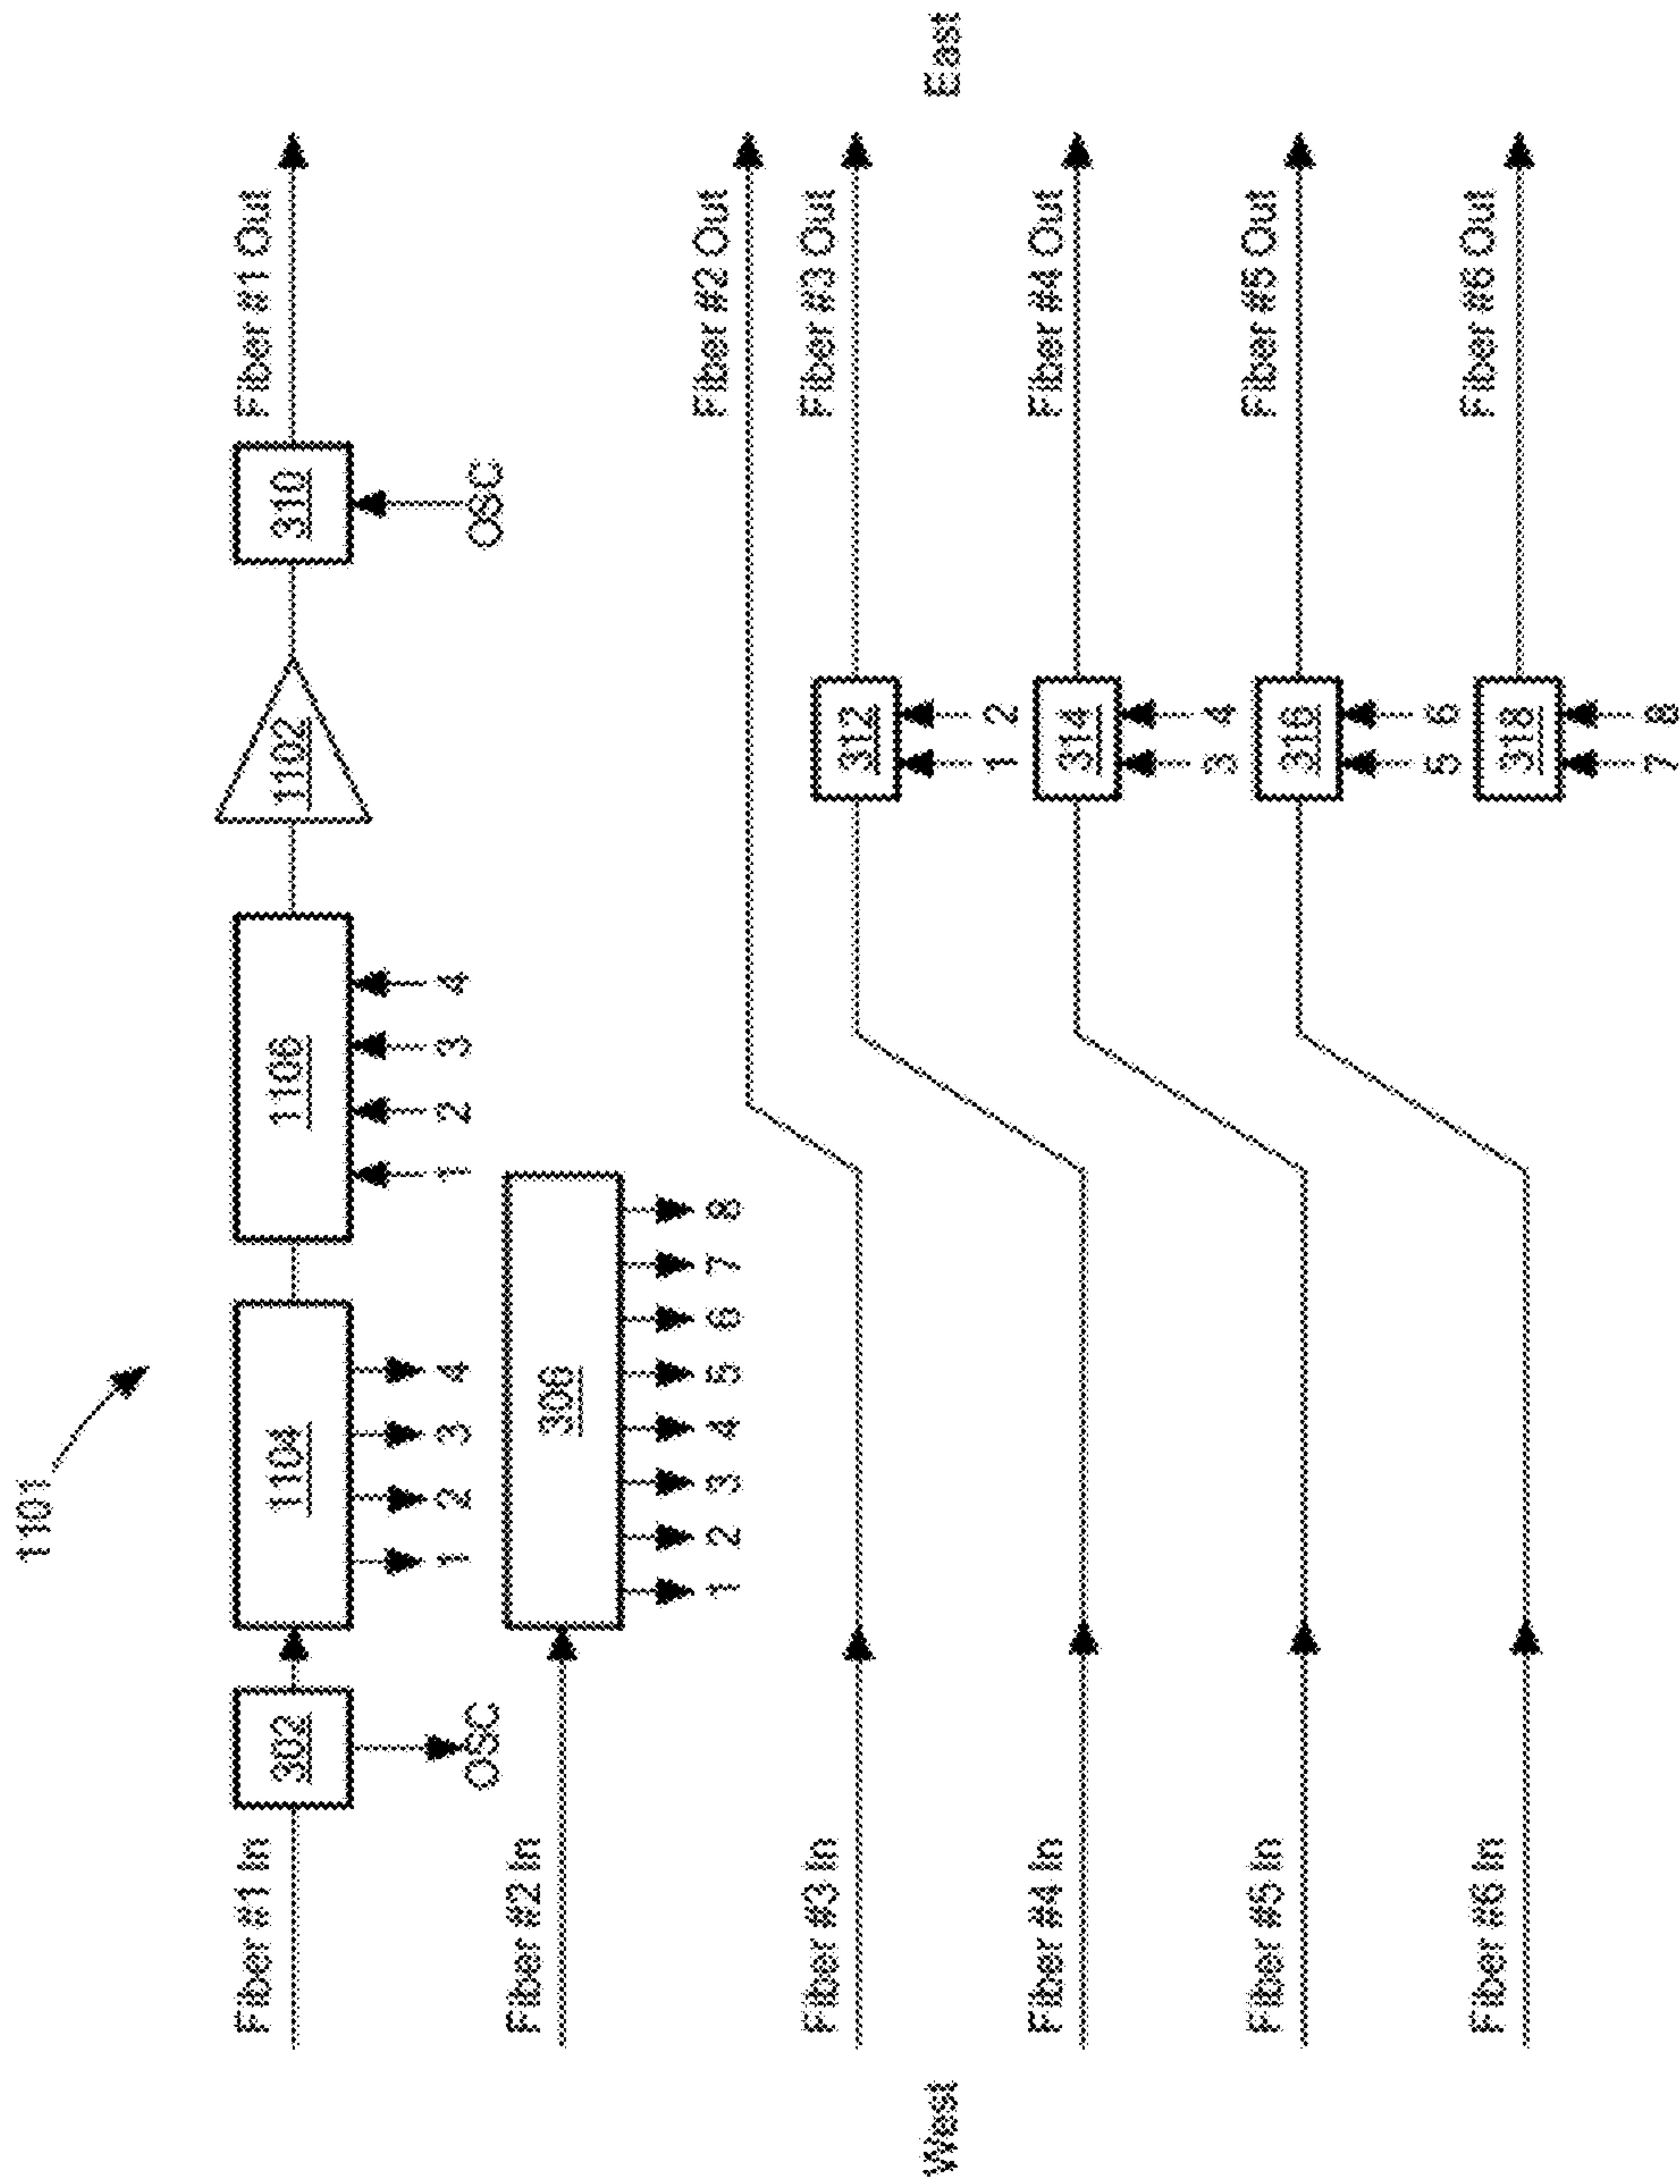 1101
Fiber #1 In
302
OSC
1104
1 2 3 4
1106
1 2 3 4
1102
310
OSC
Fiber #1 Out
Fiber #2 In
308
1 2 3 4 5 6 7 8
Fiber #2 Out
Fiber #3 In
312
1 2
Fiber #3 Out
West
East
Fiber #4 In
314
3 4
Fiber #4 Out
Fiber #5 In
316
5 6
Fiber #5 Out
Fiber #6 In
318
7 8
Fiber #6 Out